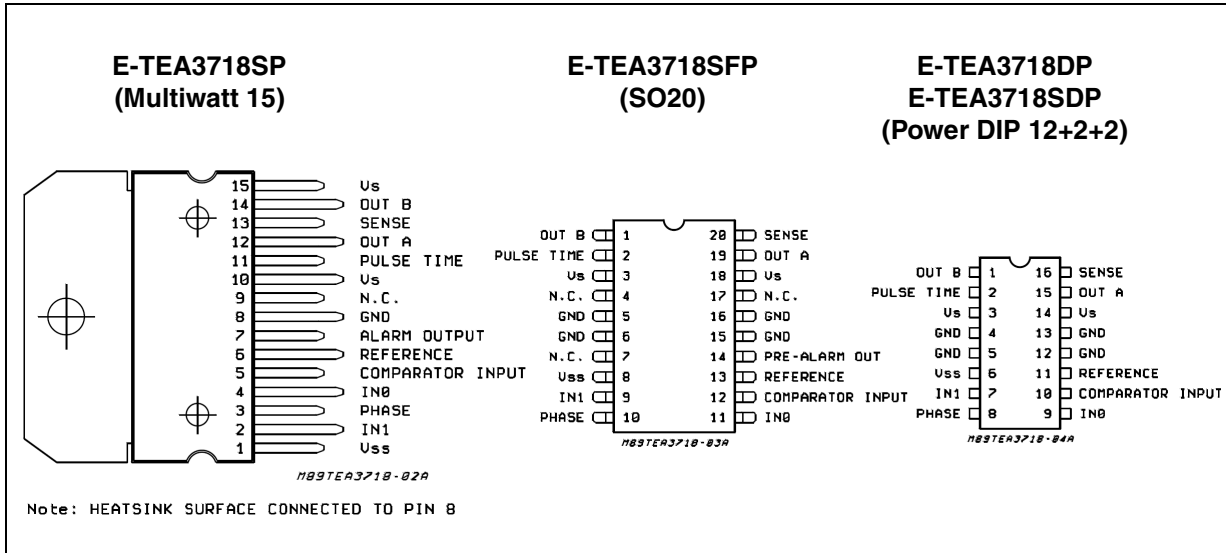 E-TEA3718SP
(Multiwatt 15)
15 Vs
14 OUT B
13 SENSE
12 OUT A
11 PULSE TIME
10 Vs
9 N.C.
8 GND
7 ALARM OUTPUT
6 REFERENCE
5 COMPARATOR INPUT
4 IN0
3 PHASE
2 IN1
1 Vss
M89TEA3718-02A
Note: HEATSINK SURFACE CONNECTED TO PIN 8
E-TEA3718SFP
(SO20)
OUT B 1 20 SENSE
PULSE TIME 2 19 OUT A
Vs 3 18 Vs
N.C. 4 17 N.C.
GND 5 16 GND
GND 6 15 GND
N.C. 7 14 PRE-ALARM OUT
Vss 8 13 REFERENCE
IN1 9 12 COMPARATOR INPUT
PHASE 10 11 IN0
M89TEA3718-03A
E-TEA3718DP
E-TEA3718SDP
(Power DIP 12+2+2)
OUT B 1 16 SENSE
PULSE TIME 2 15 OUT A
Vs 3 14 Vs
GND 4 13 GND
GND 5 12 GND
Vss 6 11 REFERENCE
IN1 7 10 COMPARATOR INPUT
PHASE 8 9 IN0
M89TEA3718-04A